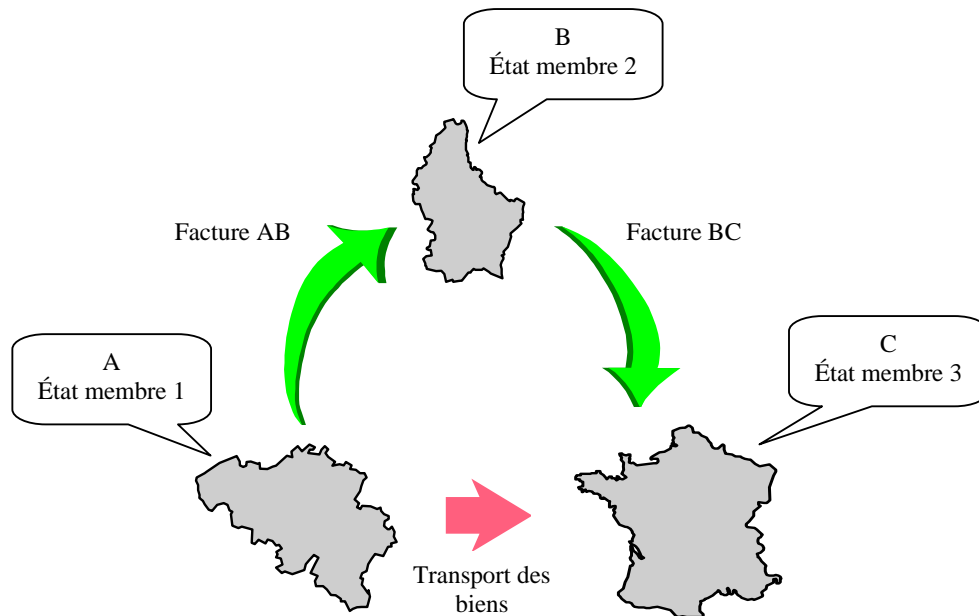 B
État membre 2
Facture AB
Facture BC
A
État membre 1
C
État membre 3
Transport des
biens